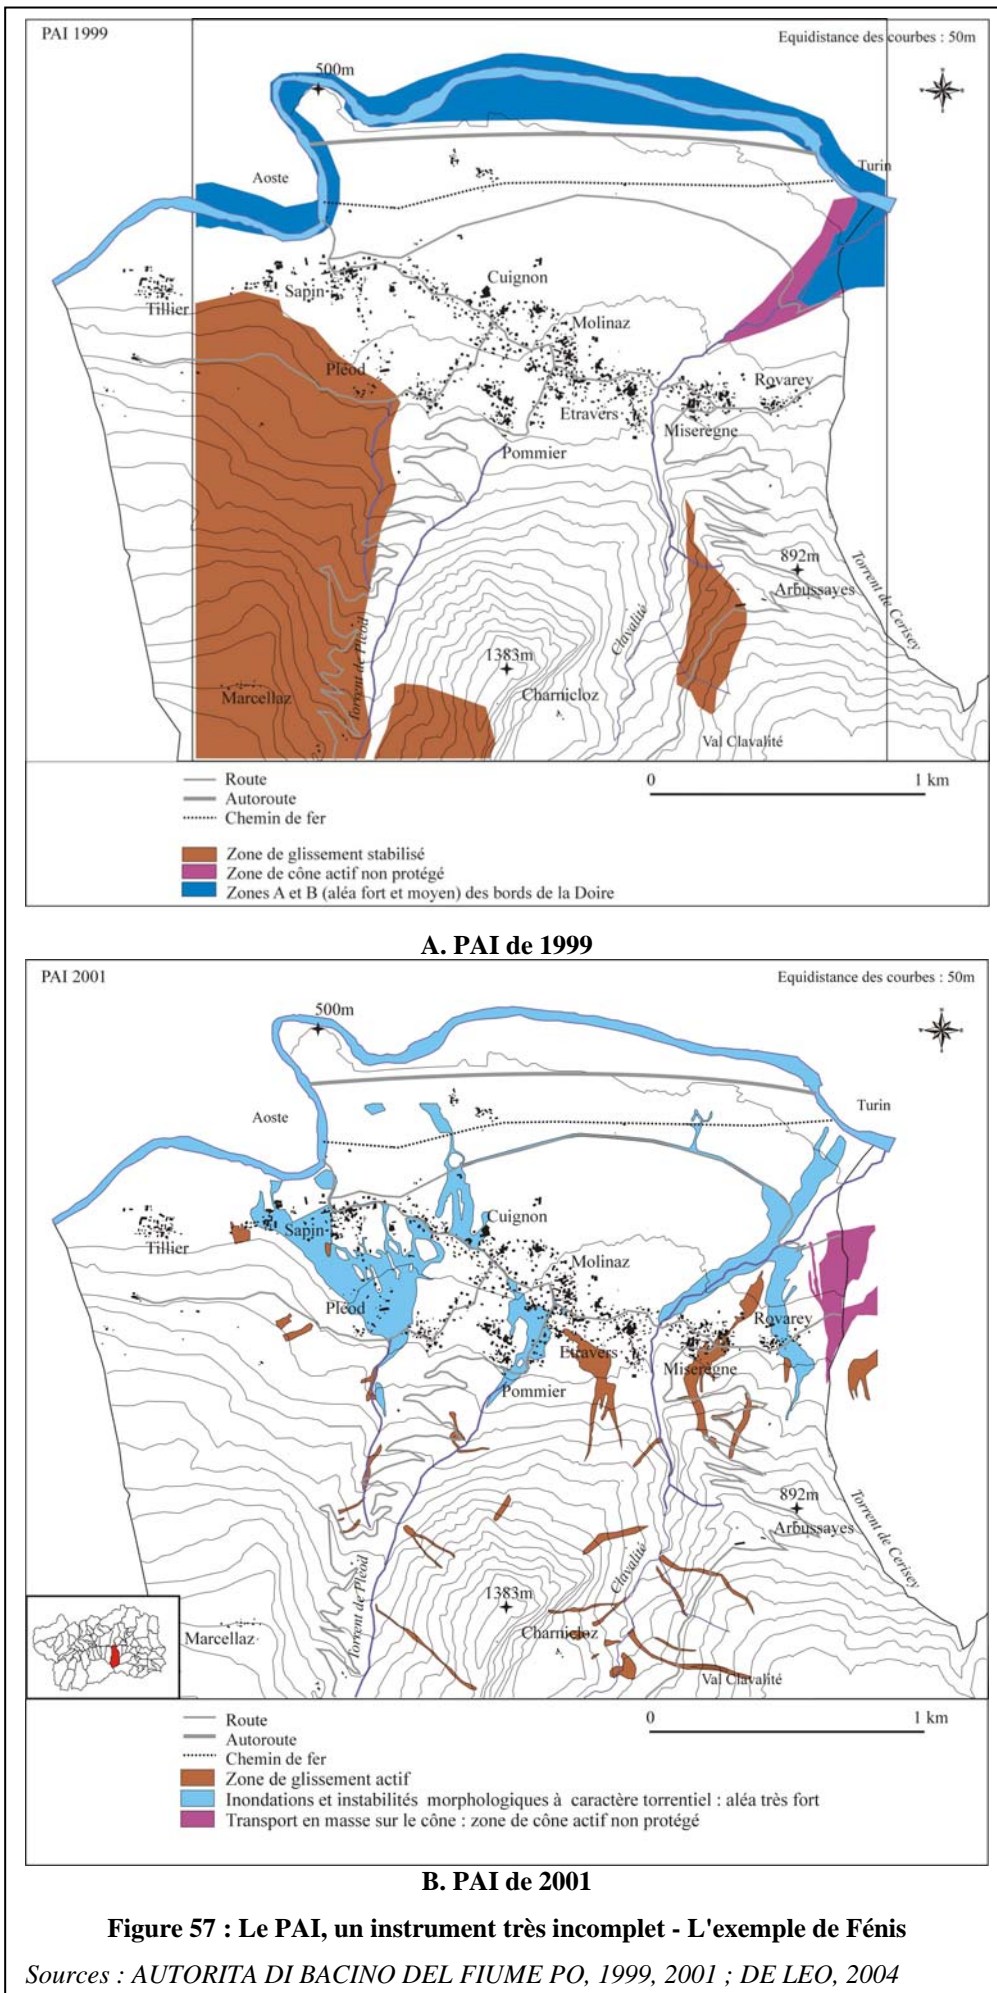 PAI 1999
Equidistance des courbes : 50m
500m
Aoste
Turin
Tillier
Sapin
Cuignon
Molinaz
Pléod
Rovarey
Etravers
Miserègne
Pommier
892m
Arbussayes
Torrent de Cerisey
Clavalité
1383m
Torrent de Pléod
Marcellaz
Charnicloz
Val Clavalité
Route
Autoroute
Chemin de fer
0 1 km
Zone de glissement stabilisé
Zone de cône actif non protégé
Zones A et B (aléa fort et moyen) des bords de la Doire
A. PAI de 1999
PAI 2001
Equidistance des courbes : 50m
500m
Aoste
Turin
Tillier
Sapin
Cuignon
Molinaz
Pléod
Rovarey
Etravers
Miserègne
Pommier
892m
Arbussayes
Torrent de Cerisey
Clavalité
1383m
Torrent de Pléod
Marcellaz
Charnicloz
Val Clavalité
Route
Autoroute
Chemin de fer
0 1 km
Zone de glissement actif
Inondations et instabilités morphologiques à caractère torrentiel : aléa très fort
Transport en masse sur le cône : zone de cône actif non protégé
B. PAI de 2001
Figure 57 : Le PAI, un instrument très incomplet - L'exemple de Fénis
Sources : AUTORITA DI BACINO DEL FIUME PO, 1999, 2001 ; DE LEO, 2004